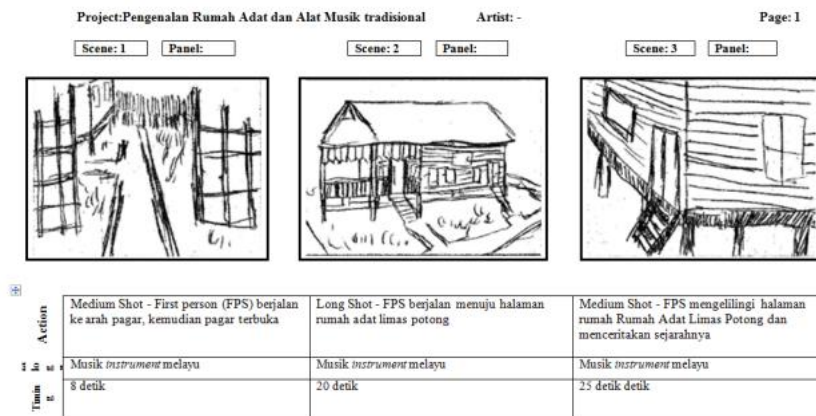 Project:Pengenalan Rumah Adat dan Alat Musik tradisional Artist: - Page: 1
Scene: 1 Panel: Scene: 2 Panel: Scene: 3 Panel:
Action
Medium Shot - First person (FPS) berjalan
ke arah pagar, kemudian pagar terbuka
Long Shot - FPS berjalan menuju halaman
rumah adat limas potong
Medium Shot - FPS mengelilingi halaman
rumah Rumah Adat Limas Potong dan
menceritakan sejarahnya
Musik instrument melayu
Musik instrument melayu
Musik instrument melayu
Timin
g
8 detik
20 detik
25 detik detik